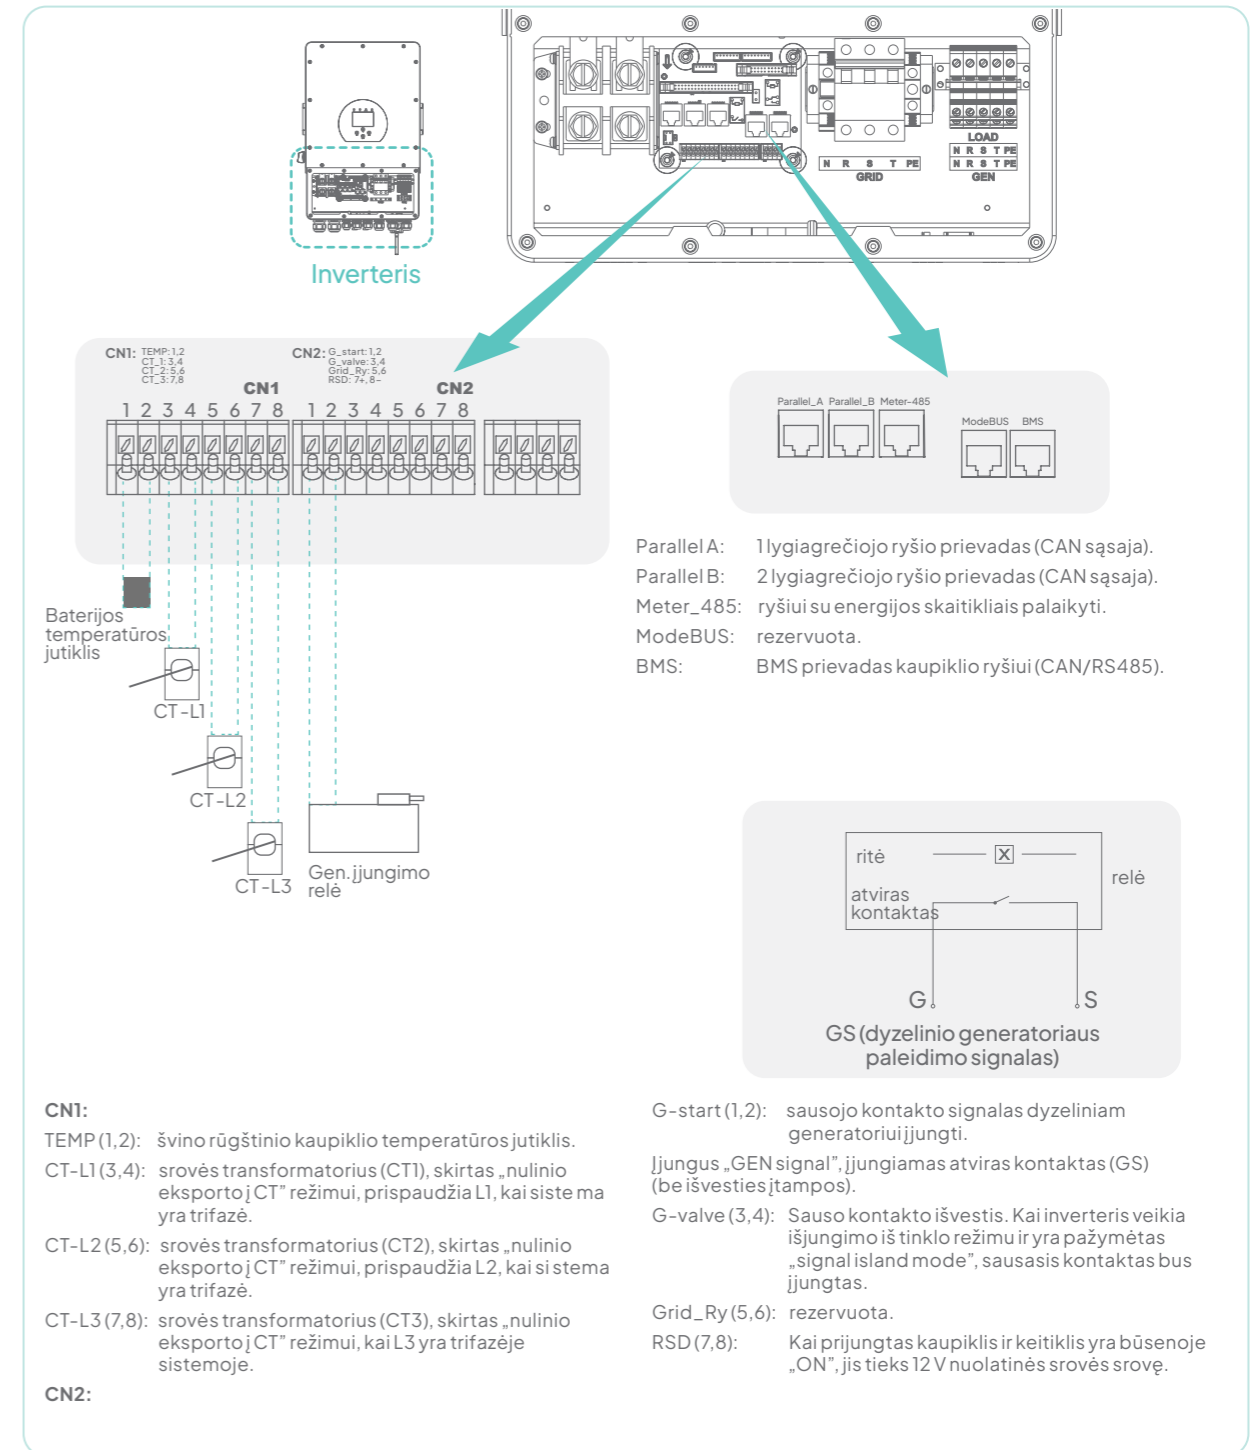 LOAD
N R S T PE
N R S T PE
GEN
N R S T PE
GRID
Inverteris
CN1: TEMP: 1,2
CT_1: 3,4
CT_2: 5,6
CT_3: 7,8
CN2: G_start: 1,2
G_valve: 3,4
Grid_Ry: 5,6
RSD: 7+, 8-
CN1
CN2
1 2 3 4 5 6 7 8
1 2 3 4 5 6 7 8
Parallel_A Parallel_B Meter-485
ModeBUS BMS
Baterijos
temperatūros
jutiklis
CT-L1
CT-L2
CT-L3
Gen. įjungimo
relė
Parallel A: 1 lygiagrečiojo ryšio prievadas (CAN sąsaja).
Parallel B: 2 lygiagrečiojo ryšio prievadas (CAN sąsaja).
Meter_485: ryšiui su energijos skaitikliais palaikyti.
ModeBUS: rezervuota.
BMS: BMS prievadas kaupiklio ryšiui (CAN/RS485).
ritė
X
relė
atviras
kontaktas
G
S
GS (dyzelinio generatoriaus
paleidimo signalas)
CN1:
TEMP (1,2): švino rūgštinio kaupiklio temperatūros jutiklis.
CT-L1 (3,4): srovės transformatorius (CT1), skirtas „nulinio
eksporto į CT” režimui, prispaudžia L1, kai siste ma
yra trifazė.
CT-L2 (5,6): srovės transformatorius (CT2), skirtas „nulinio
eksporto į CT” režimui, prispaudžia L2, kai si stema
yra trifazė.
CT-L3 (7,8): srovės transformatorius (CT3), skirtas „nulinio
eksporto į CT” režimui, kai L3 yra trifazėje
sistemoje.
CN2:
G-start (1,2): sausojo kontakto signalas dyzeliniam
generatoriui įjungti.
Įjungus „GEN signal”, įjungiamas atviras kontaktas (GS)
(be išvesties įtampos).
G-valve (3,4): Sauso kontakto išvestis. Kai inverteris veikia
išjungimo iš tinklo režimu ir yra pažymėtas
„signal island mode”, sausasis kontaktas bus
įjungtas.
Grid_Ry (5,6): rezervuota.
RSD (7,8): Kai prijungtas kaupiklis ir keitiklis yra būsenoje
„ON”, jis tieks 12 V nuolatinės srovės srovę.